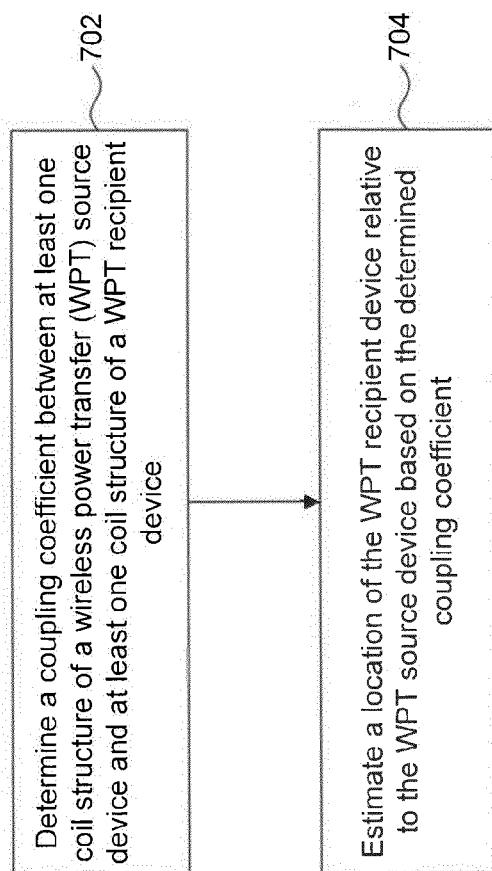 702
Determine a coupling coefficient between at least one
coil structure of a wireless power transfer (WPT) source
device and at least one coil structure of a WPT recipient
device
704
Estimate a location of the WPT recipient device relative
to the WPT source device based on the determined
coupling coefficient